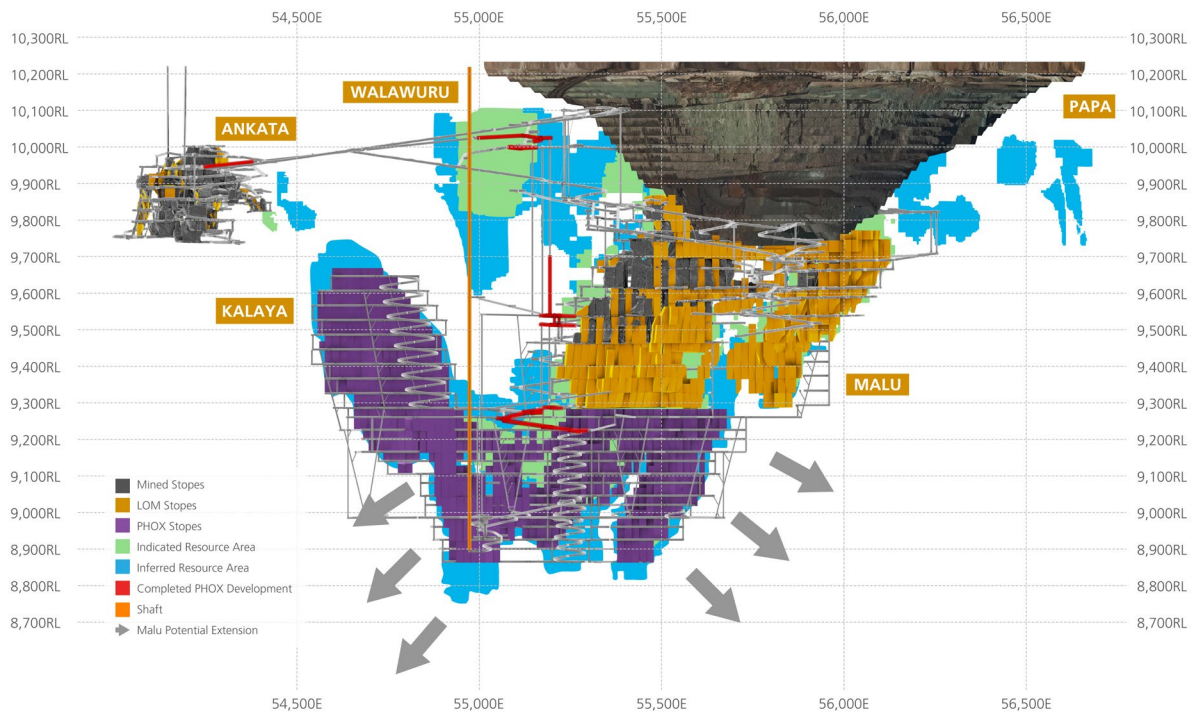 54,500E 55,000E 55,500E 56,000E 56,500E
10,300RL 10,300RL
10,200RL 10,200RL
WALAWURU
PAPA
10,100RL 10,100RL
ANKATA
10,000RL 10,000RL
9,900RL 9,900RL
9,800RL 9,800RL
9,700RL 9,700RL
9,600RL 9,600RL
KALAYA
9,500RL 9,500RL
9,400RL 9,400RL
MALU
9,300RL 9,300RL
9,200RL 9,200RL
9,100RL 9,100RL
9,000RL 9,000RL
8,900RL 8,900RL
8,800RL 8,800RL
8,700RL 8,700RL
Mined Stopes
LOM Stopes
PHOX Stopes
Indicated Resource Area
Inferred Resource Area
Completed PHOX Development
Shaft
Malu Potential Extension
54,500E 55,000E 55,500E 56,000E 56,500E